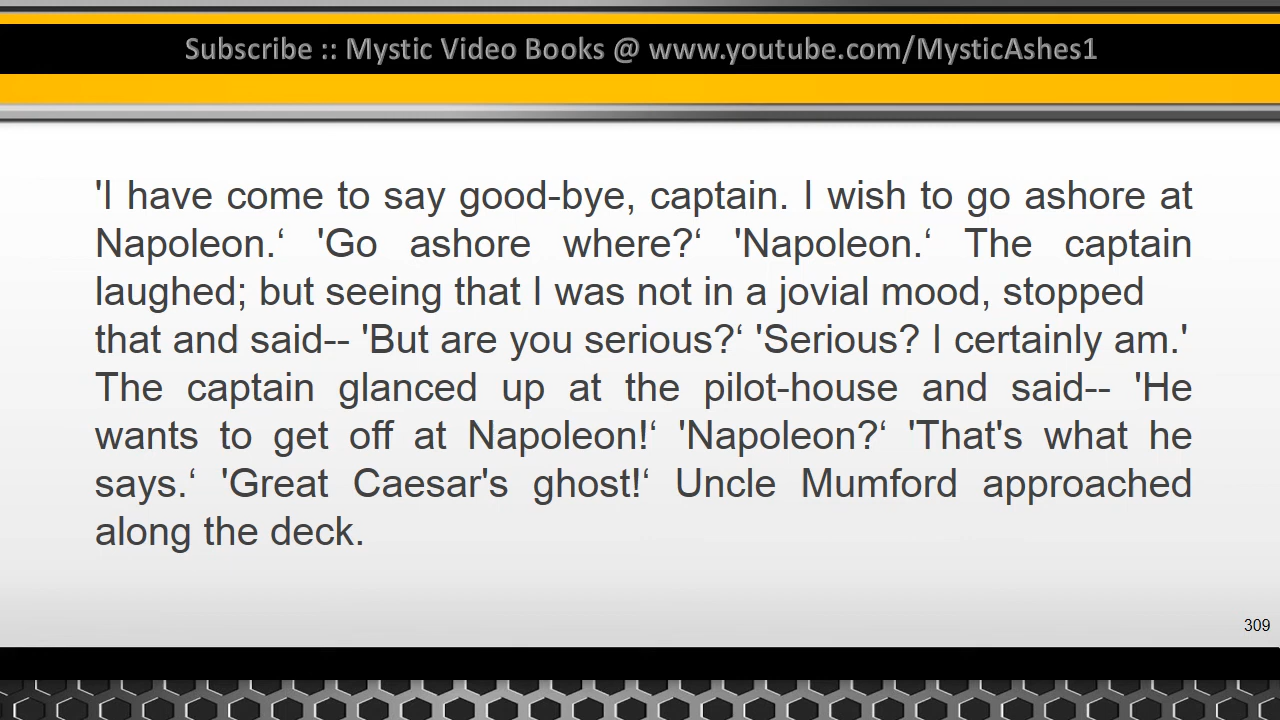 Subscribe :: Mystic Video Books @ www.youtube.com/MysticAshes1
'I have come to say good-bye, captain. I wish to go ashore at
Napoleon.‘ 'Go ashore where?‘ 'Napoleon.‘ The captain
laughed; but seeing that I was not in a jovial mood, stopped
that and said-- 'But are you serious?‘ 'Serious? I certainly am.'
The captain glanced up at the pilot-house and said-- 'He
wants to get off at Napoleon!‘ 'Napoleon?‘ 'That's what he
says.‘ 'Great Caesar's ghost!‘ Uncle Mumford approached
along the deck.
309